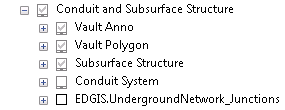 Conduit and Subsurface Structure
Vault Anno
Vault Polygon
Subsurface Structure
Conduit System
EDGIS.UndergroundNetwork_Junctions